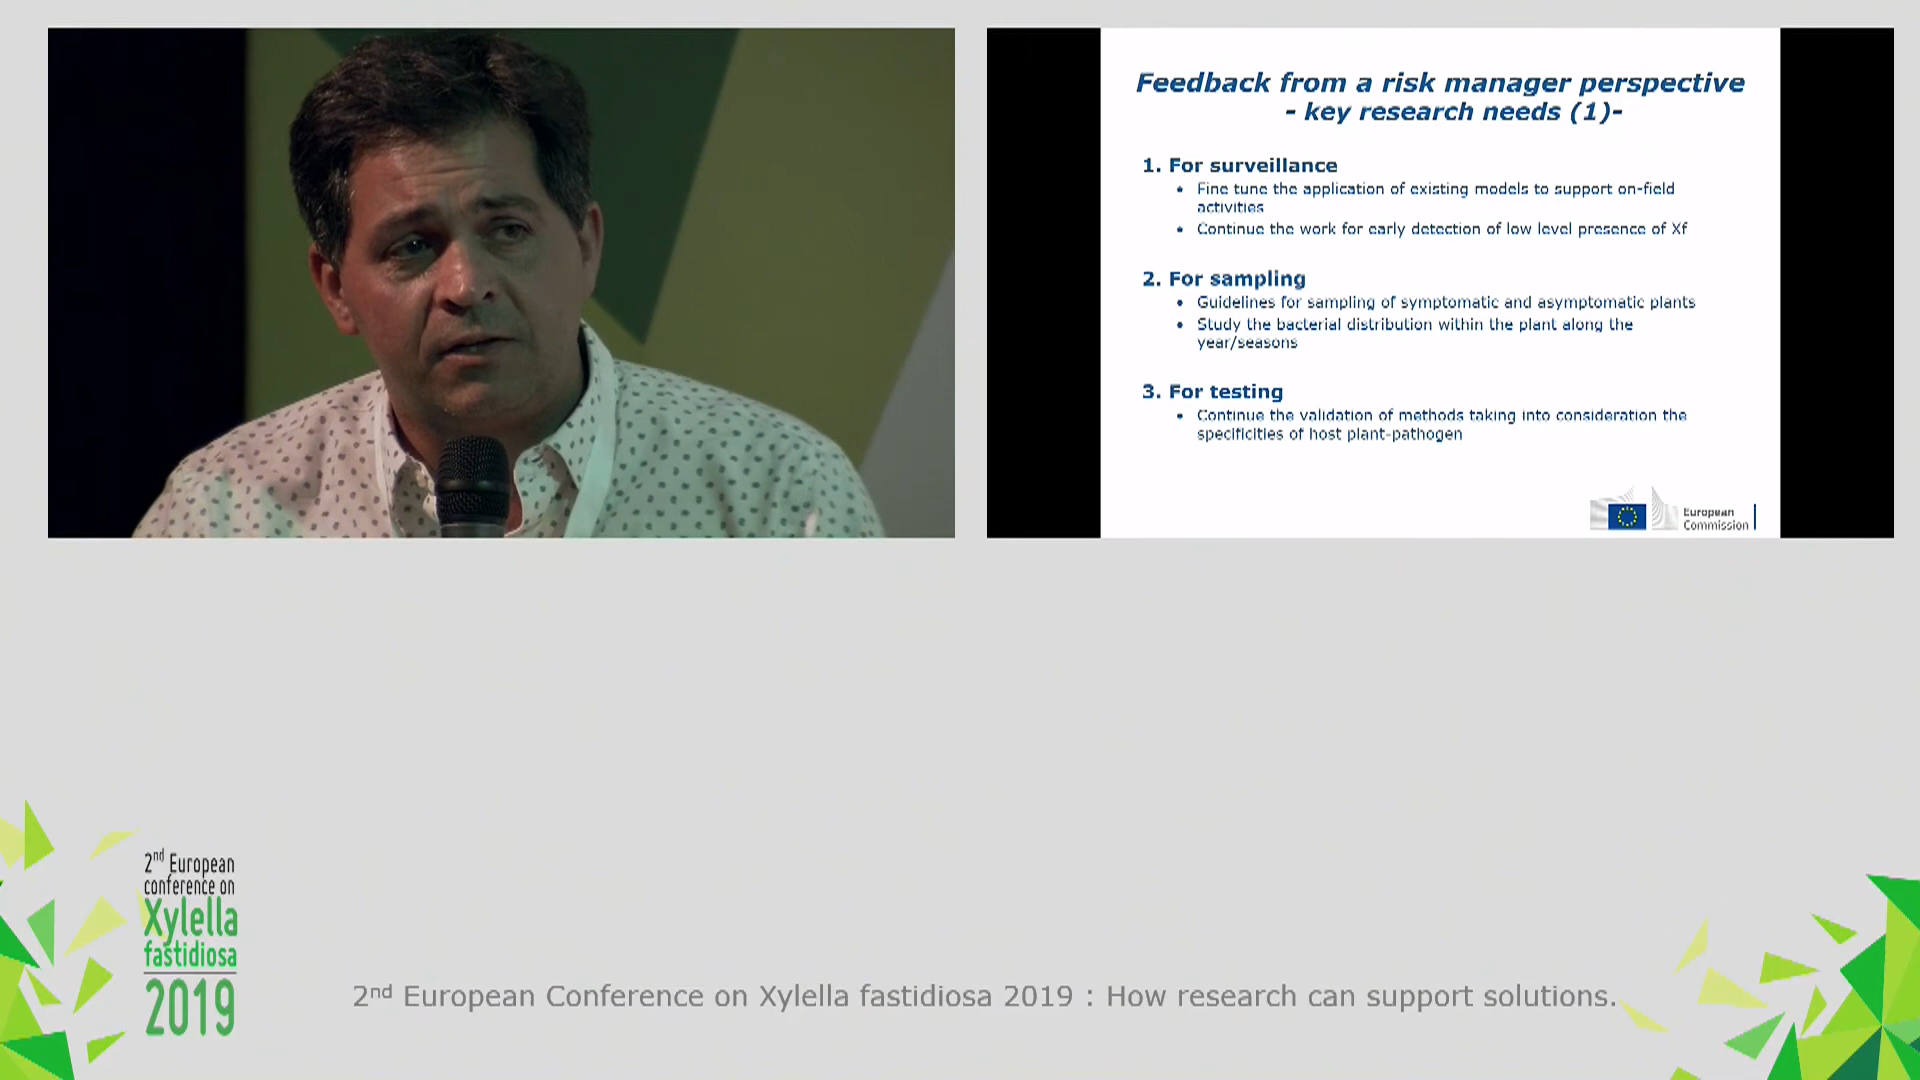 Feedback from a risk manager perspective
- key research needs (1)-
1. For surveillance
• Fine tune the application of existing models to support on-field
activities
• Continue the work for early detection of low level presence of Xf
2. For sampling
• Guidelines for sampling of symptomatic and asymptomatic plants
• Study the bacterial distribution within the plant along the
year/seasons
3. For testing
• Continue the validation of methods taking into consideration the
specificities of host plant-pathogen
European
Commission
2nd European
conference on
Xylella
fastidiosa
2019
2nd European Conference on Xylella fastidiosa 2019 : How research can support solutions.